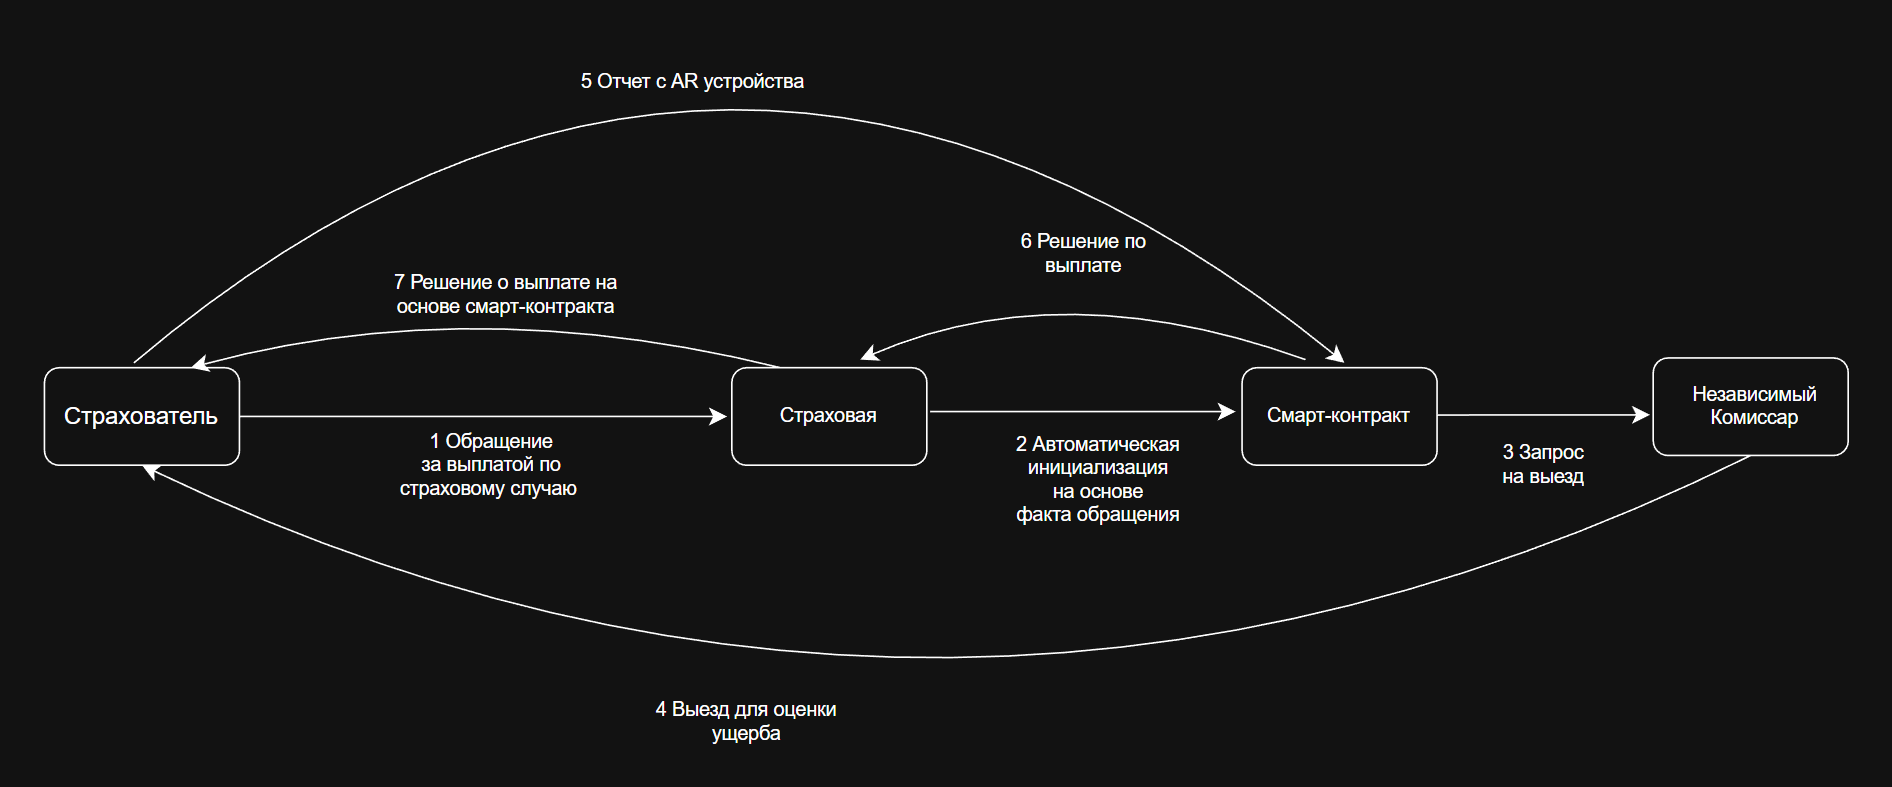 5 Отчет с AR устройства
6 Решение по
выплате
7 Решение о выплате на
основе смарт-контракта
Страхователь
Страховая
Смарт-контракт
Независимый
Комиссар
1 Обращение
за выплатой по
страховому случаю
2 Автоматическая
инициализация
на основе
факта обращения
3 Запрос
на выезд
4 Выезд для оценки
ущерба